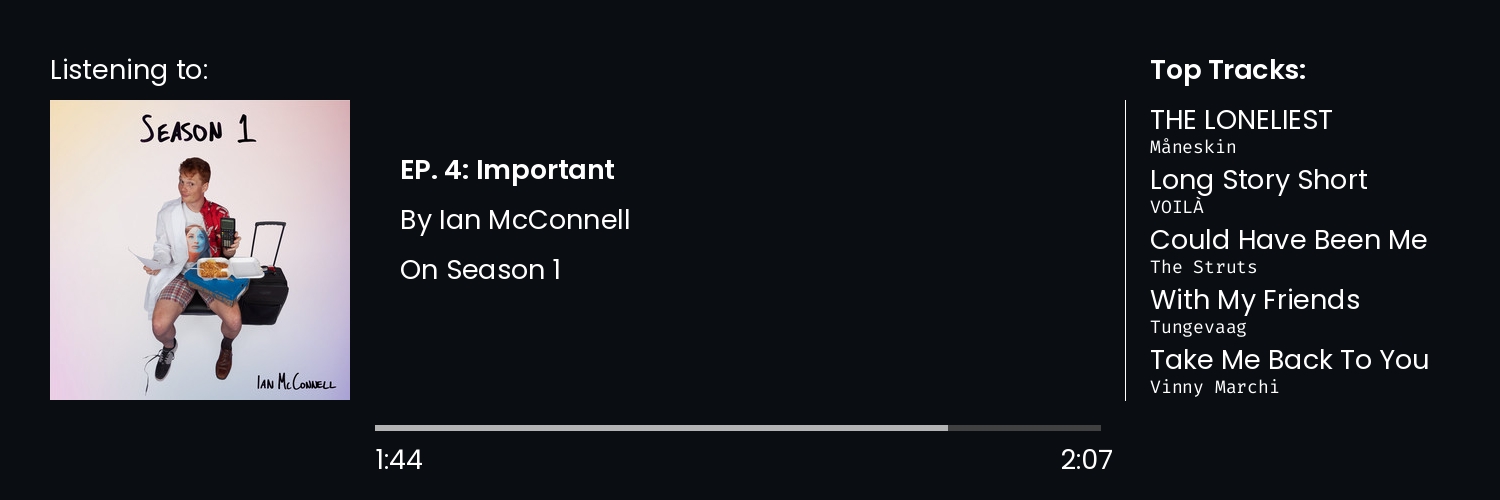 Listening to:
SEASON 1
IAN MCCONNELL
EP. 4: Important
By Ian McConnell
On Season 1
1:44
2:07
Top Tracks:
THE LONELIEST
Måneskin
Long Story Short
VOILÀ
Could Have Been Me
The Struts
With My Friends
Tungevaag
Take Me Back To You
Vinny Marchi